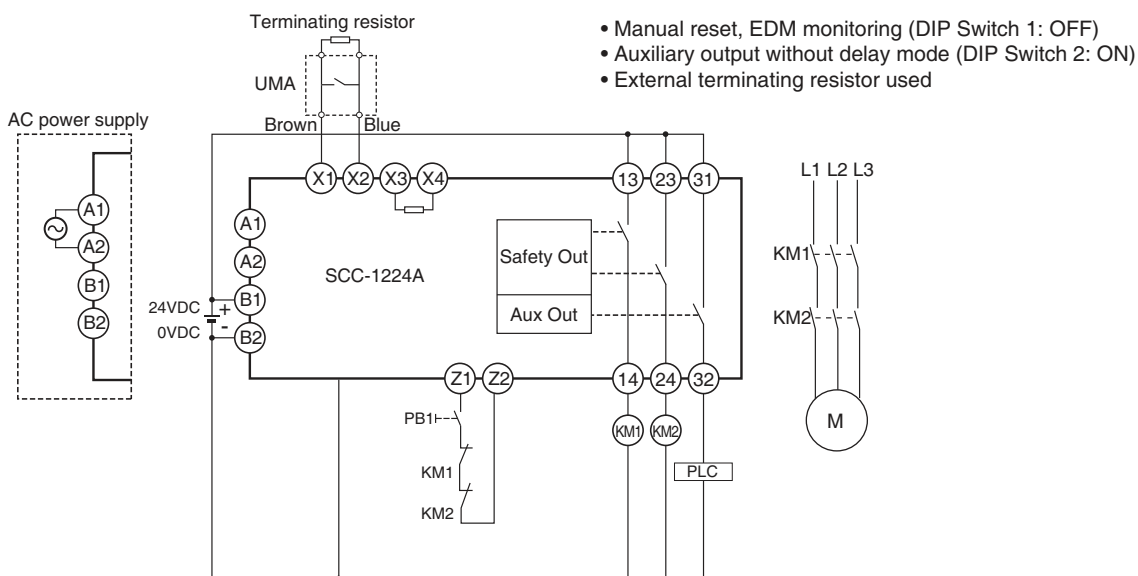 Terminating resistor
• Manual reset, EDM monitoring (DIP Switch 1: OFF)
• Auxiliary output without delay mode (DIP Switch 2: ON)
• External terminating resistor used
UMA
AC power supply
Brown
Blue
X1 X2 X3 X4
13 23 31
L1 L2 L3
A1
A2
B1
B2
A1
A2
B1
B2
SCC-1224A
Safety Out
Aux Out
24VDC
+
0VDC
-
KM1
KM2
M
Z1 Z2
14 24 32
PB1
KM1
KM2
KM1 KM2
PLC